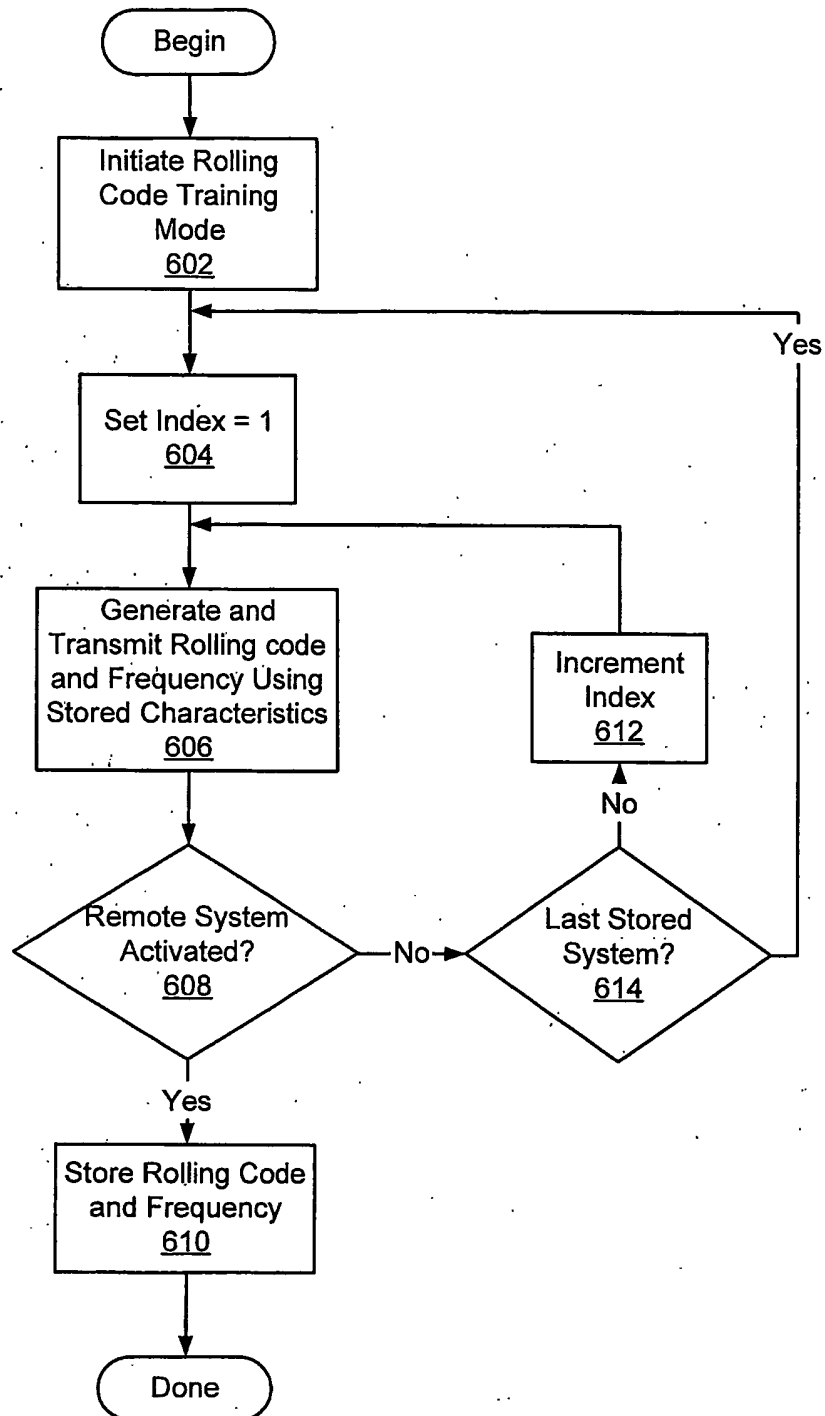 Begin
Initiate Rolling
Code Training
Mode
602
Yes
Set Index = 1
604
Generate and
Transmit Rolling code
and Frequency Using
Stored Characteristics
606
Increment
Index
612
No
Remote System
Activated?
608
No
Last Stored
System?
614
Yes
Store Rolling Code
and Frequency
610
Done